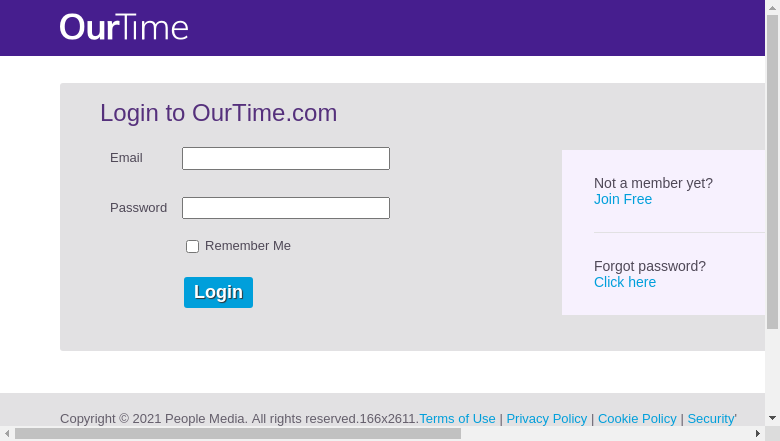 OurTime
Login to OurTime.com
Email
Password
Remember Me
Login
Not a member yet?
Join Free
Forgot password?
Click here
Copyright © 2021 People Media. All rights reserved.166x2611.Terms of Use | Privacy Policy | Cookie Policy | Security'